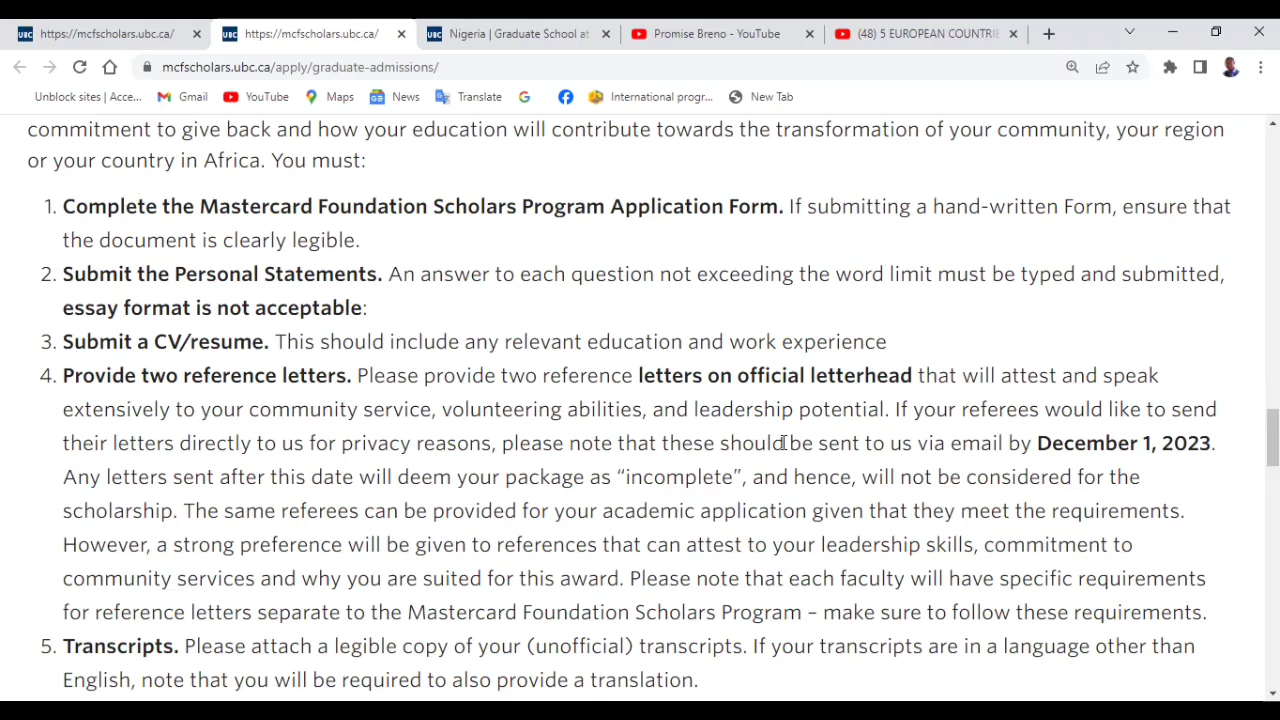 UBC https://mcfscholars.ubc.ca/
UBC https://mcfscholars.ubc.ca/
UBC Nigeria | Graduate School at
Promise Breno - YouTube
(48) 5 EUROPEAN COUNTRIE
mcfscholars.ubc.ca/apply/graduate-admissions/
Unblock sites | Acce... Gmail YouTube Maps News Translate International progr... New Tab
commitment to give back and how your education will contribute towards the transformation of your community, your region
or your country in Africa. You must:
1. Complete the Mastercard Foundation Scholars Program Application Form. If submitting a hand-written Form, ensure that
the document is clearly legible.
2. Submit the Personal Statements. An answer to each question not exceeding the word limit must be typed and submitted,
essay format is not acceptable:
3. Submit a CV/resume. This should include any relevant education and work experience
4. Provide two reference letters. Please provide two reference letters on official letterhead that will attest and speak
extensively to your community service, volunteering abilities, and leadership potential. If your referees would like to send
their letters directly to us for privacy reasons, please note that these should be sent to us via email by December 1, 2023.
Any letters sent after this date will deem your package as “incomplete”, and hence, will not be considered for the
scholarship. The same referees can be provided for your academic application given that they meet the requirements.
However, a strong preference will be given to references that can attest to your leadership skills, commitment to
community services and why you are suited for this award. Please note that each faculty will have specific requirements
for reference letters separate to the Mastercard Foundation Scholars Program – make sure to follow these requirements.
5. Transcripts. Please attach a legible copy of your (unofficial) transcripts. If your transcripts are in a language other than
English, note that you will be required to also provide a translation.